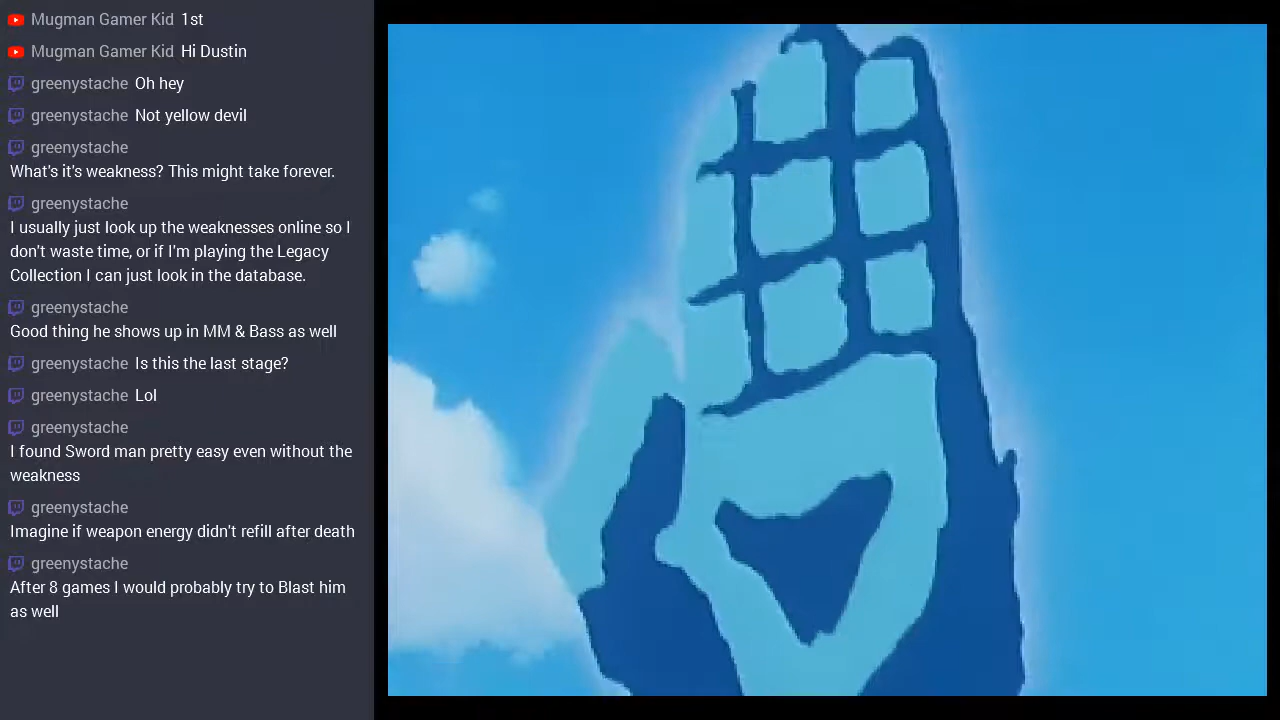 Mugman Gamer Kid 1st
Mugman Gamer Kid Hi Dustin
greenystache Oh hey
greenystache Not yellow devil
greenystache
What's it's weakness? This might take forever.
greenystache
I usually just look up the weaknesses online so I
don't waste time, or if I'm playing the Legacy
Collection I can just look in the database.
greenystache
Good thing he shows up in MM & Bass as well
greenystache Is this the last stage?
greenystache Lol
greenystache
I found Sword man pretty easy even without the
weakness
greenystache
Imagine if weapon energy didn't refill after death
greenystache
After 8 games I would probably try to Blast him
as well